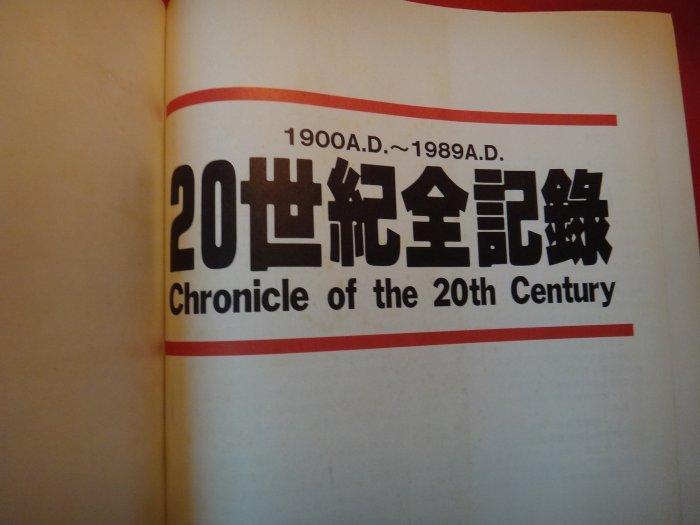 1900A.D.~1989A.D.
20世紀全記錄
Chronicle of the 20th Century